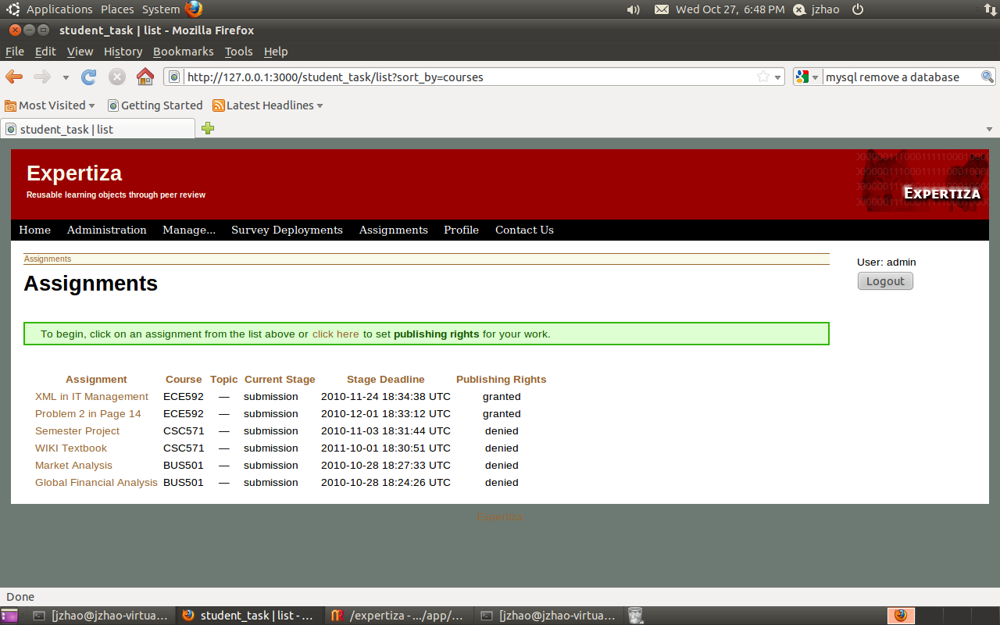 Applications Places System Wed Oct 27, 6:48 PM jzhao
student_task | list - Mozilla Firefox
File Edit View History Bookmarks Tools Help
http://127.0.0.1:3000/student_task/list?sort_by=courses mysql remove a database
Most Visited Getting Started Latest Headlines
student_task | list
Expertiza
Reusable learning objects through peer review
EXPERTIZA
Home Administration Manage... Survey Deployments Assignments Profile Contact Us
Assignments
User: admin
Logout
Assignments
To begin, click on an assignment from the list above or click here to set publishing rights for your work.
Assignment Course Topic Current Stage Stage Deadline Publishing Rights
XML in IT Management ECE592 — submission 2010-11-24 18:34:38 UTC granted
Problem 2 in Page 14 ECE592 — submission 2010-12-01 18:33:12 UTC granted
Semester Project CSC571 — submission 2010-11-03 18:31:44 UTC denied
WIKI Textbook CSC571 — submission 2011-10-01 18:30:51 UTC denied
Market Analysis BUS501 — submission 2010-10-28 18:27:33 UTC denied
Global Financial Analysis BUS501 — submission 2010-10-28 18:24:26 UTC denied
Expertiza
Done
[jzhao@jzhao-virtua... student_task | list - ... /expertiza - .../app/... [jzhao@jzhao-virtua...